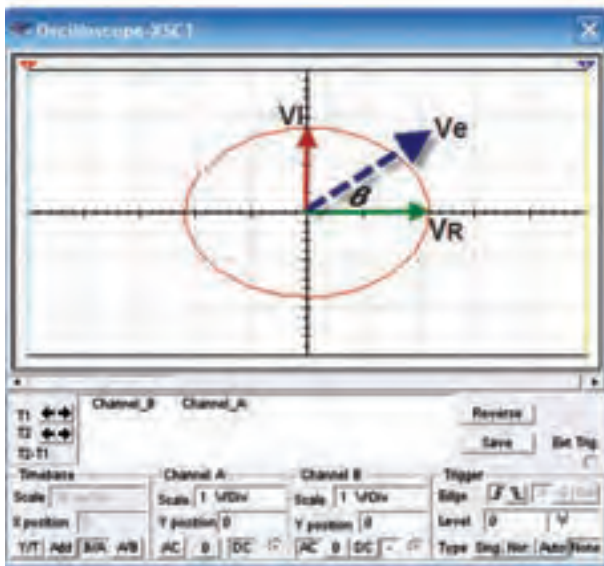 Oscilloscope-XSC1
Vl
Ve
θ
VR
T1
T2
T2-T1
Channel_B Channel_A
Reverse
Save
Ext Trig
Timebase
Scale
X position
Y/T Add B/A A/B
Channel A
Scale 1 V/Div
Y position 0
AC 0 DC
Channel B
Scale 1 V/Div
Y position 0
AC 0 DC -
Trigger
Edge
Level 0 V
Type Sing. Nor. Auto None